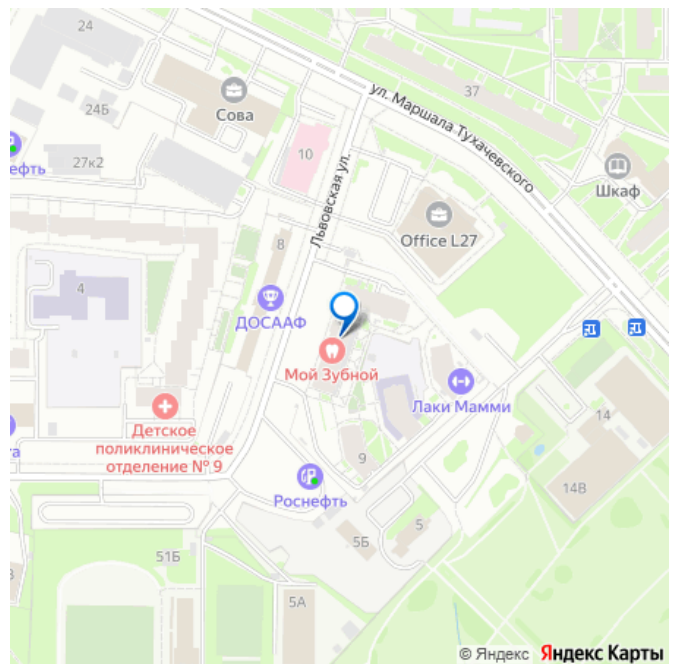 24
37
24Б
Сова
ул. Маршала Тухачевского
10
ефть
27к2
Шкаф
Львовская ул.
Office L27
8
4
ДОСААФ
Мой Зубной
Лаки Мамми
Детское
поликлиническое
отделение № 9
14
та
9
Роснефть
14В
5
5Б
51Б
5А
© Яндекс Яндекс Карты